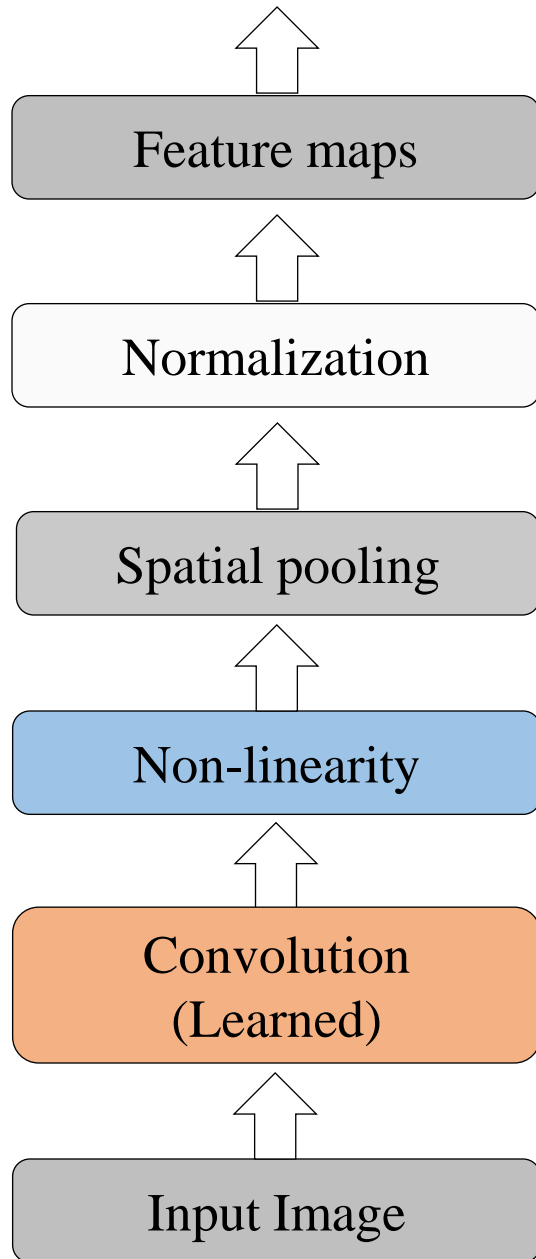 Feature maps
Normalization
Spatial pooling
Non-linearity
Convolution
(Learned)
Input Image